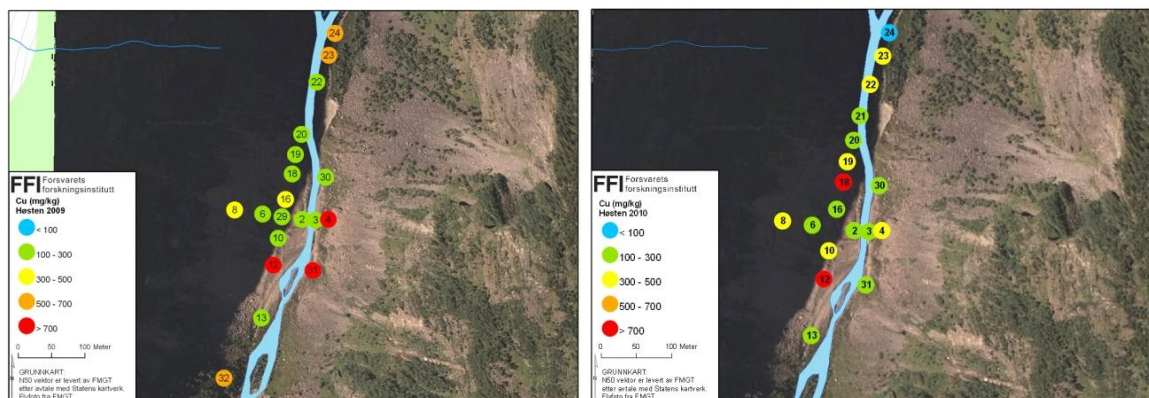 24
23
22
20
19
18
30
16
8
6
29
2
3
4
10
12
31
13
32
FFI Forsvarets
forskningsinstitutt
Cu (mg/kg)
Høsten 2009
< 100
100 - 300
300 - 500
500 - 700
> 700
0 50 100 Meter
GRUNNKART:
N50 vektor er levert av FMGT
etter avtale med Statens kartverk.
Flyfoto fra FMGT
24
23
22
21
20
19
18
30
16
8
6
2
3
4
10
12
31
13
FFI Forsvarets
forskningsinstitutt
Cu (mg/kg)
Høsten 2010
< 100
100 - 300
300 - 500
500 - 700
> 700
0 50 100 Meter
GRUNNKART:
N50 vektor er levert av FMGT
etter avtale med Statens kartverk.
Flyfoto fra FMGT